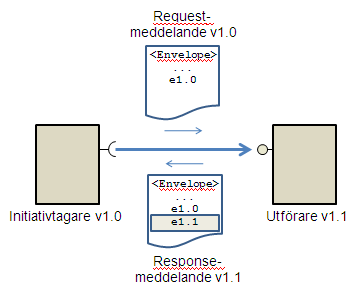 Request-
meddelande v1.0
<Envelope>
...
e1.0
Initiativtagare v1.0
Utförare v1.1
<Envelope>
...
e1.0
e1.1
Response-
meddelande v1.1